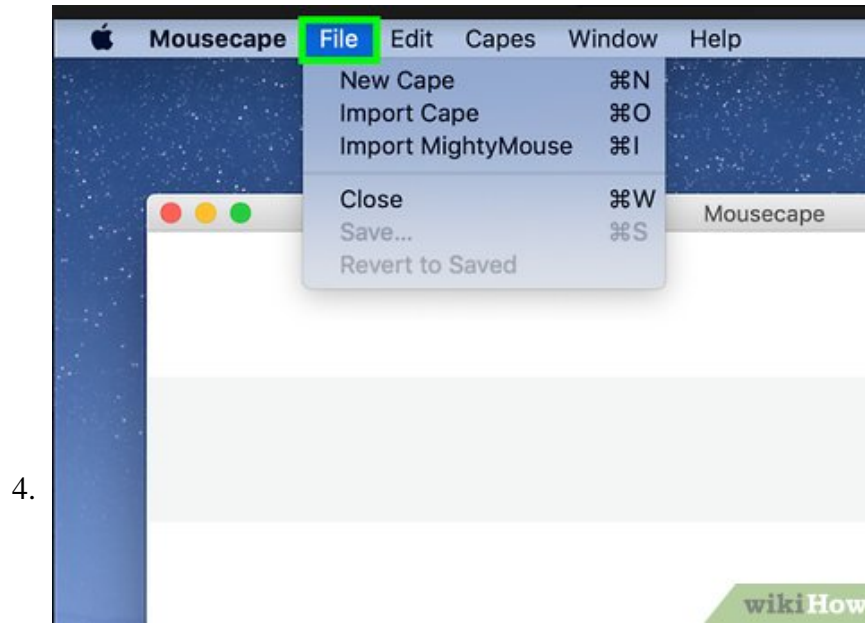 Mousecape File Edit Capes Window Help
New Cape ⌘N
Import Cape ⌘O
Import MightyMouse ⌘I
Close ⌘W
Save... ⌘S
Revert to Saved
Mousecape
4.
wikiHow